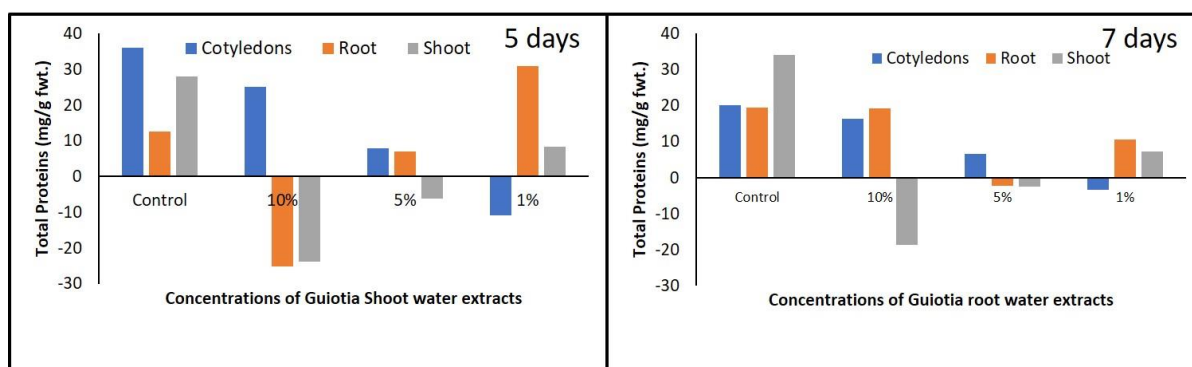 5 days
Cotyledons Root Shoot
Total Proteins (mg/g fwt.)
40
30
20
10
0
-10
-20
-30
Control 10% 5% 1%
Concentrations of Guiotia Shoot water extracts
7 days
Cotyledons Root Shoot
Total Proteins (mg/g fwt.)
40
30
20
10
0
-10
-20
-30
Control 10% 5% 1%
Concentrations of Guiotia root water extracts